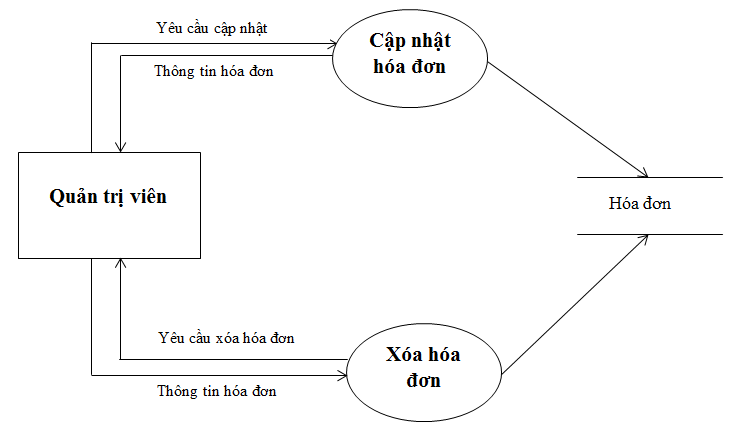 Yêu cầu cập nhật
Cập nhật
hóa đơn
Thông tin hóa đơn
Quản trị viên
Hóa đơn
Yêu cầu xóa hóa đơn
Xóa hóa
đơn
Thông tin hóa đơn